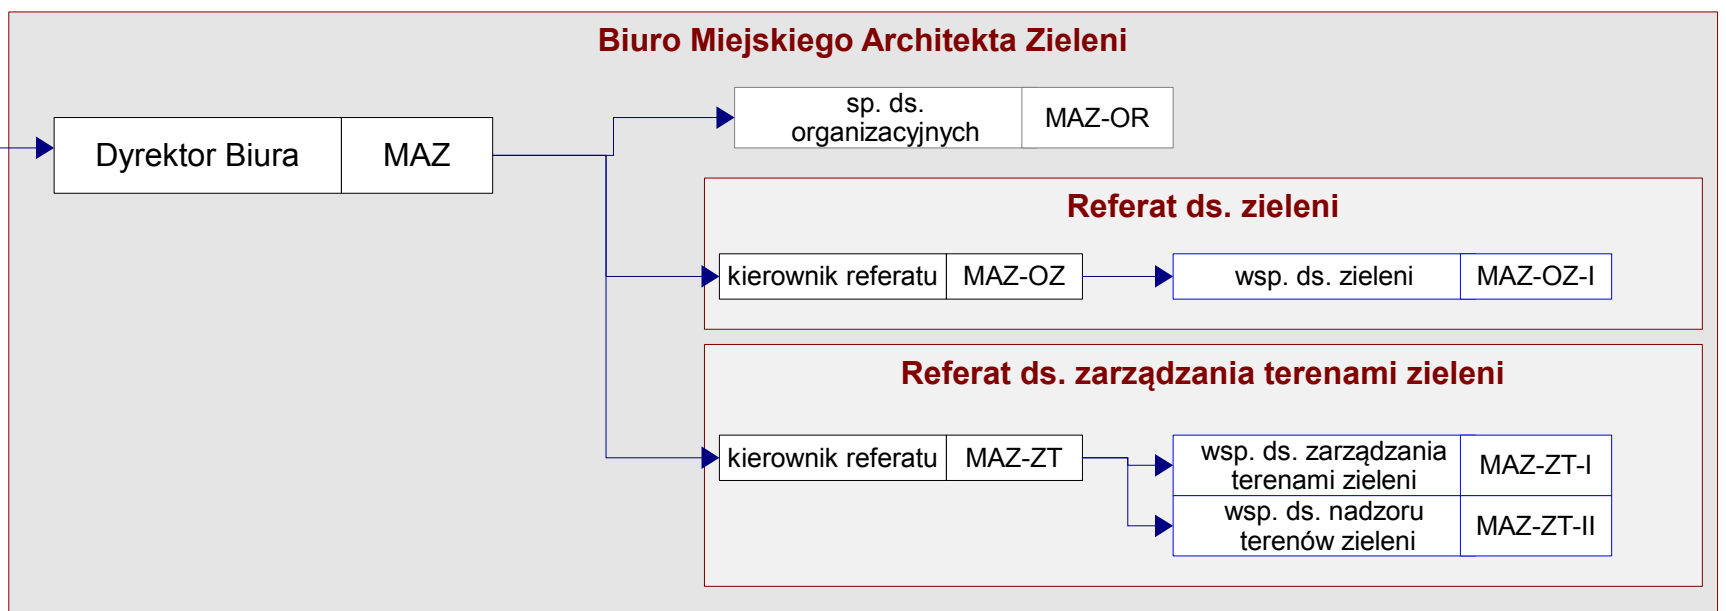 Biuro Miejskiego Architekta Zieleni
sp. ds.
organizacyjnych
MAZ-OR
Dyrektor Biura
MAZ
Referat ds. zieleni
kierownik referatu
MAZ-OZ
wsp. ds. zieleni
MAZ-OZ-I
Referat ds. zarządzania terenami zieleni
kierownik referatu
MAZ-ZT
wsp. ds. zarządzania
terenami zieleni
MAZ-ZT-I
wsp. ds. nadzoru
terenów zieleni
MAZ-ZT-II